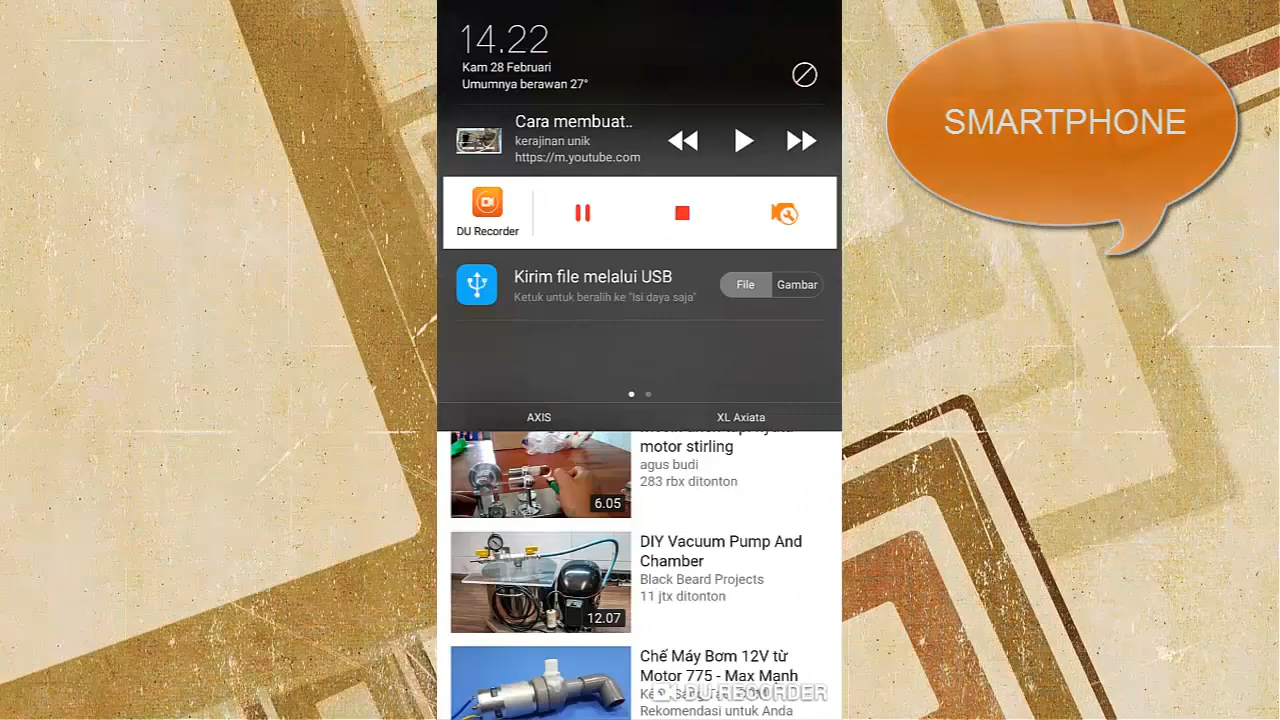 14.22
Kam 28 Februari
Umumnya berawan 27°
SMARTPHONE
Cara membuat..
kerajinan unik
https://m.youtube.com
DU Recorder
Kirim file melalui USB
Ketuk untuk beralih ke "Isi daya saja"
File
Gambar
AXIS
XL Axiata
motor stirling
agus budi
283 rbx ditonton
6.05
DIY Vacuum Pump And
Chamber
Black Beard Projects
11 jtx ditonton
12.07
Chế Máy Bơm 12V từ
Motor 775 - Max Mạnh
DU RECORDER
Rekomendasi untuk Anda